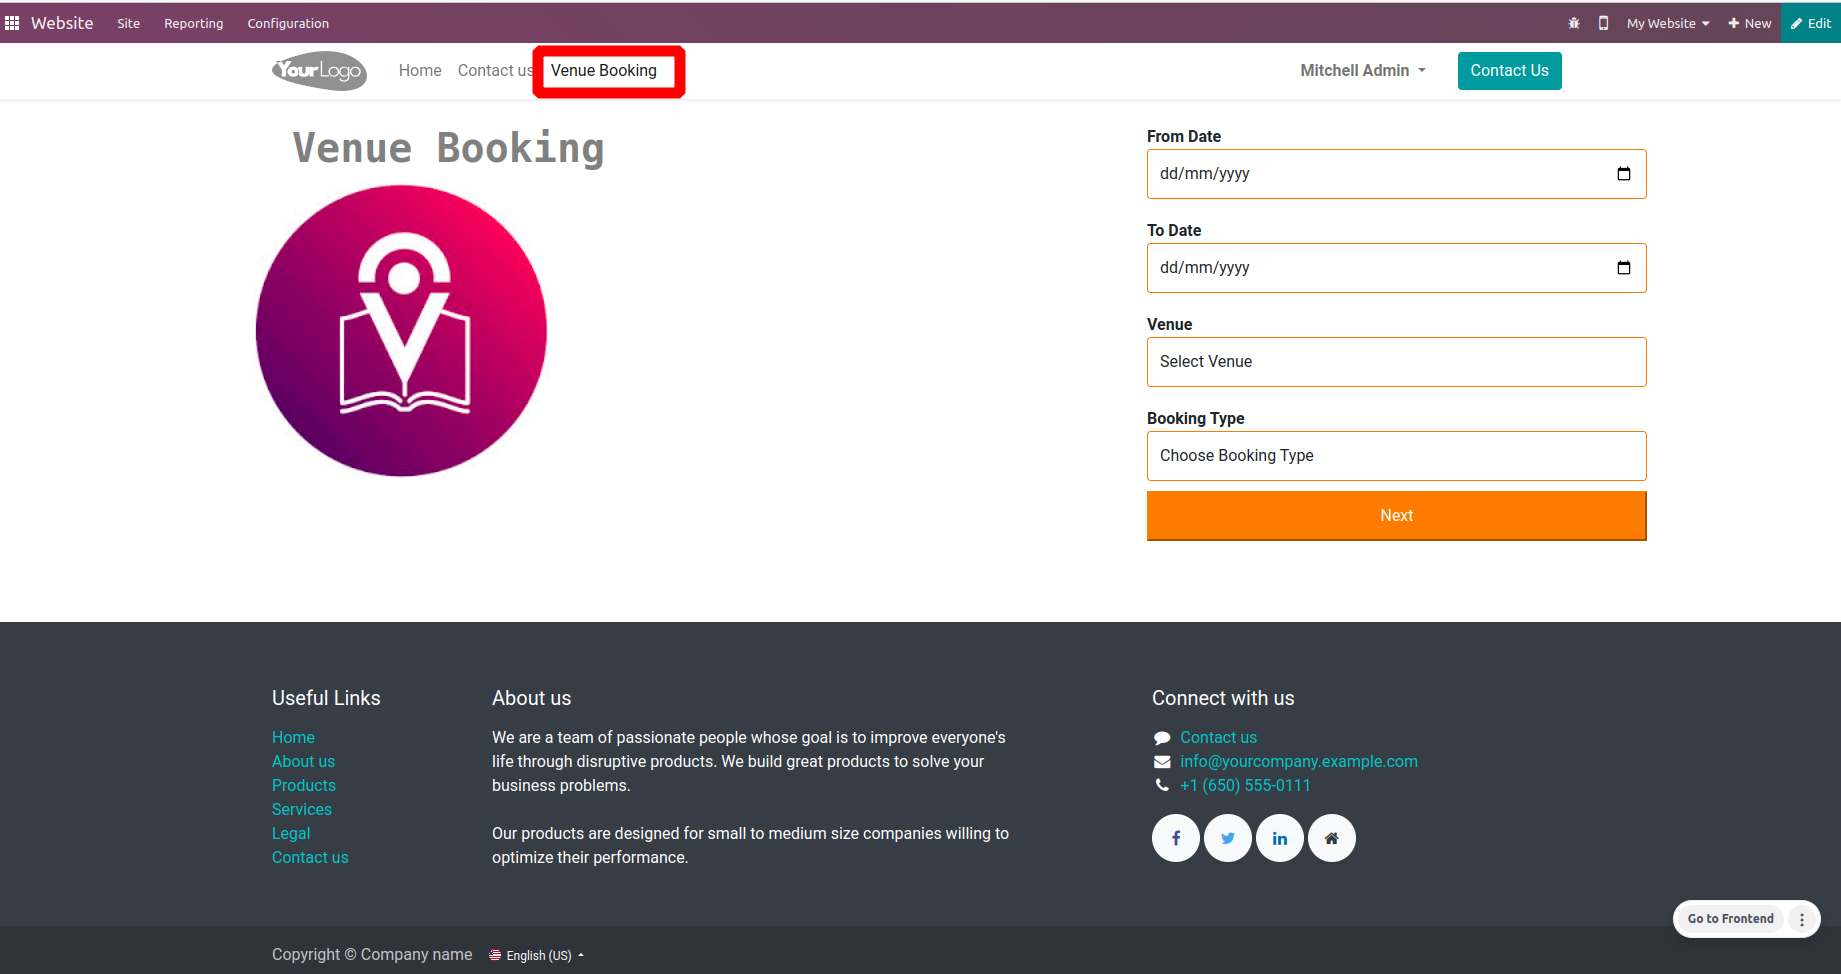 Website Site Reporting Configuration My Website New Edit
YourLogo Home Contact us Venue Booking Mitchell Admin Contact Us
Venue Booking
From Date
dd/mm/yyyy
To Date
dd/mm/yyyy
Venue
Select Venue
Booking Type
Choose Booking Type
Next
Useful Links
Home
About us
Products
Services
Legal
Contact us
About us
We are a team of passionate people whose goal is to improve everyone's
life through disruptive products. We build great products to solve your
business problems.
Our products are designed for small to medium size companies willing to
optimize their performance.
Connect with us
Contact us
info@yourcompany.example.com
+1 (650) 555-0111
Go to Frontend
Copyright © Company name English (US)